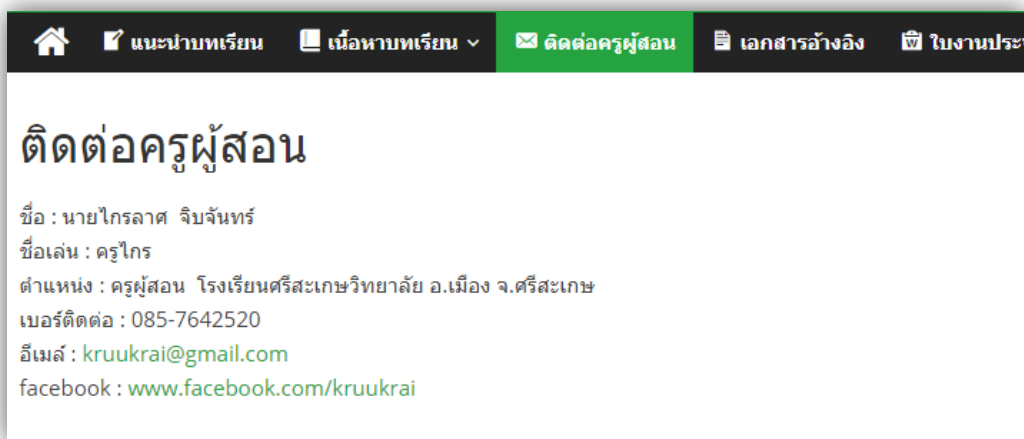 แนะนำบทเรียน เนื้อหาบทเรียน ติดต่อครูผู้สอน เอกสารอ้างอิง
ติดต่อครูผู้สอน
ชื่อ : นายไกรลาศ จิบจันทร์
ชื่อเล่น : ครูไกร
ตำแหน่ง : ครูผู้สอน โรงเรียนศรีสะเกษวิทยาลัย อ.เมือง จ.ศรีสะเกษ
เบอร์ติดต่อ : 085-7642520
อีเมล์ : kruukrai@gmail.com
facebook : www.facebook.com/kruukrai